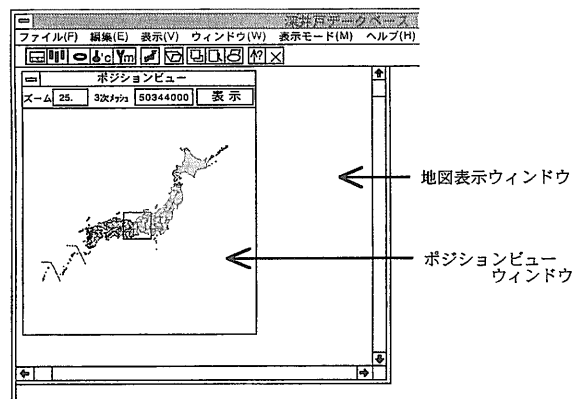 深井戸データベース
ファイル(F) 編集(E) 表示(V) ウィンドウ(W) 表示モード(M) ヘルプ(H)
ポジションビュー
ズーム 25. 3次メッシュ 50344000 表示
地図表示ウィンドウ
ポジションビュー
ウィンドウ